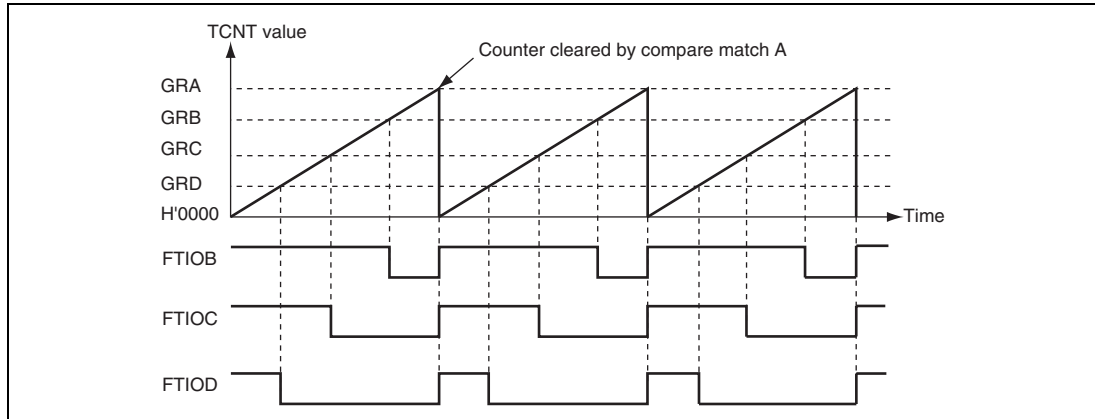 TCNT value
Counter cleared by compare match A
GRA
GRB
GRC
GRD
H'0000
Time
FTIOB
FTIOC
FTIOD